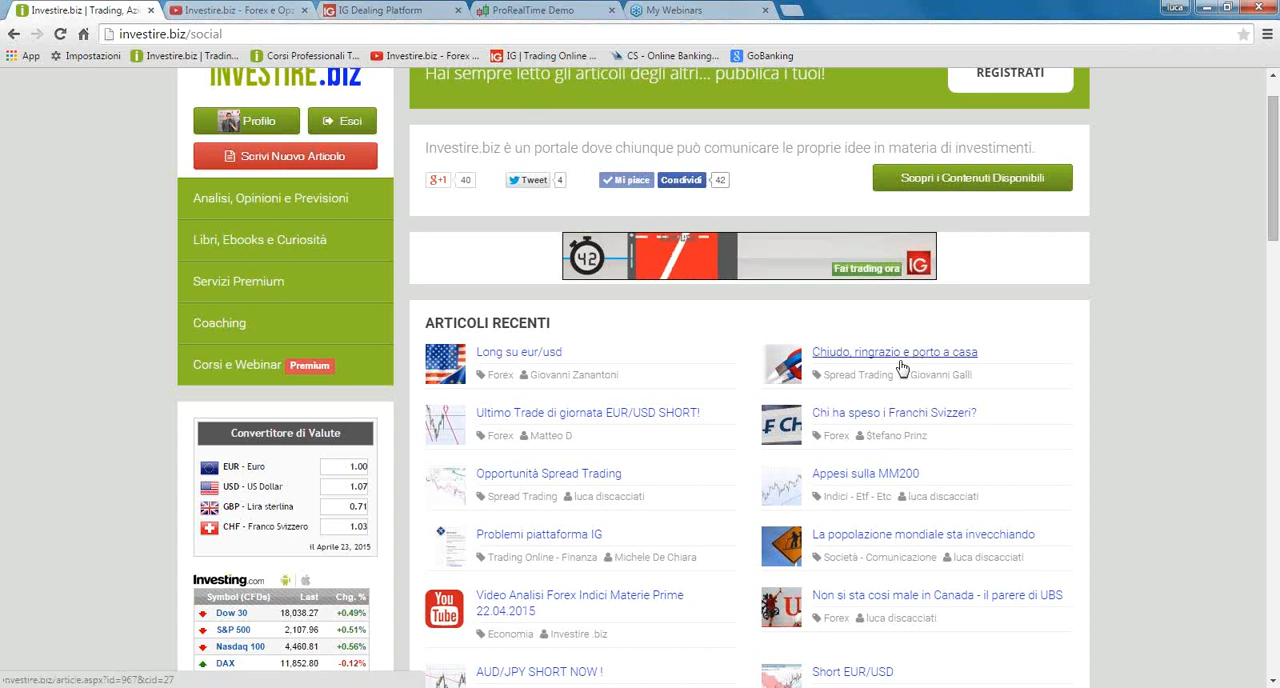 Investire.biz | Trading, Az
Investire.biz - Forex e Op
IG Dealing Platform
ProRealTime Demo
My Webinars
luca
investire.biz/social
App
Impostazioni
Investire.biz | Tradin...
Corsi Professionali T...
Investire.biz - Forex ...
IG | Trading Online ...
CS - Online Banking...
GoBanking
INVESTIRE.BIZ
Hai sempre letto gli articoli degli altri... pubblica i tuoi!
REGISTRATI
Profilo
Esci
Scrivi Nuovo Articolo
Analisi, Opinioni e Previsioni
Libri, Ebooks e Curiosità
Servizi Premium
Coaching
Corsi e Webinar Premium
Investire.biz è un portale dove chiunque può comunicare le proprie idee in materia di investimenti.
g+1 40
Tweet 4
Mi piace
Condividi 42
Scopri i Contenuti Disponibili
42
Fai trading ora
IG
ARTICOLI RECENTI
Long su eur/usd
Forex Giovanni Zanantoni
Chiudo, ringrazio e porto a casa
Spread Trading Giovanni Galli
Ultimo Trade di giornata EUR/USD SHORT!
Forex Matteo D
Chi ha speso i Franchi Svizzeri?
Forex $tefano Prinz
Opportunità Spread Trading
Spread Trading luca discacciati
Appesi sulla MM200
Indici - Etf - Etc luca discacciati
Problemi piattaforma IG
Trading Online - Finanza Michele De Chiara
La popolazione mondiale sta invecchiando
Società - Comunicazione luca discacciati
You
Tube
Video Analisi Forex Indici Materie Prime
22.04.2015
Economia Investire .biz
Non si sta cosi male in Canada - il parere di UBS
Forex luca discacciati
AUD/JPY SHORT NOW !
Short EUR/USD
Convertitore di Valute
EUR - Euro 1.00
USD - US Dollar 1.07
GBP - Lira sterlina 0.71
CHF - Franco Svizzero 1.03
il Aprile 23, 2015
Investing.com
Symbol (CFDs) Last Chg. %
Dow 30 18,038.27 +0.49%
S&P 500 2,107.96 +0.51%
Nasdaq 100 4,460.81 +0.56%
DAX 11,852.80 -0.12%
investire.biz/article.aspx?id=967&cid=27